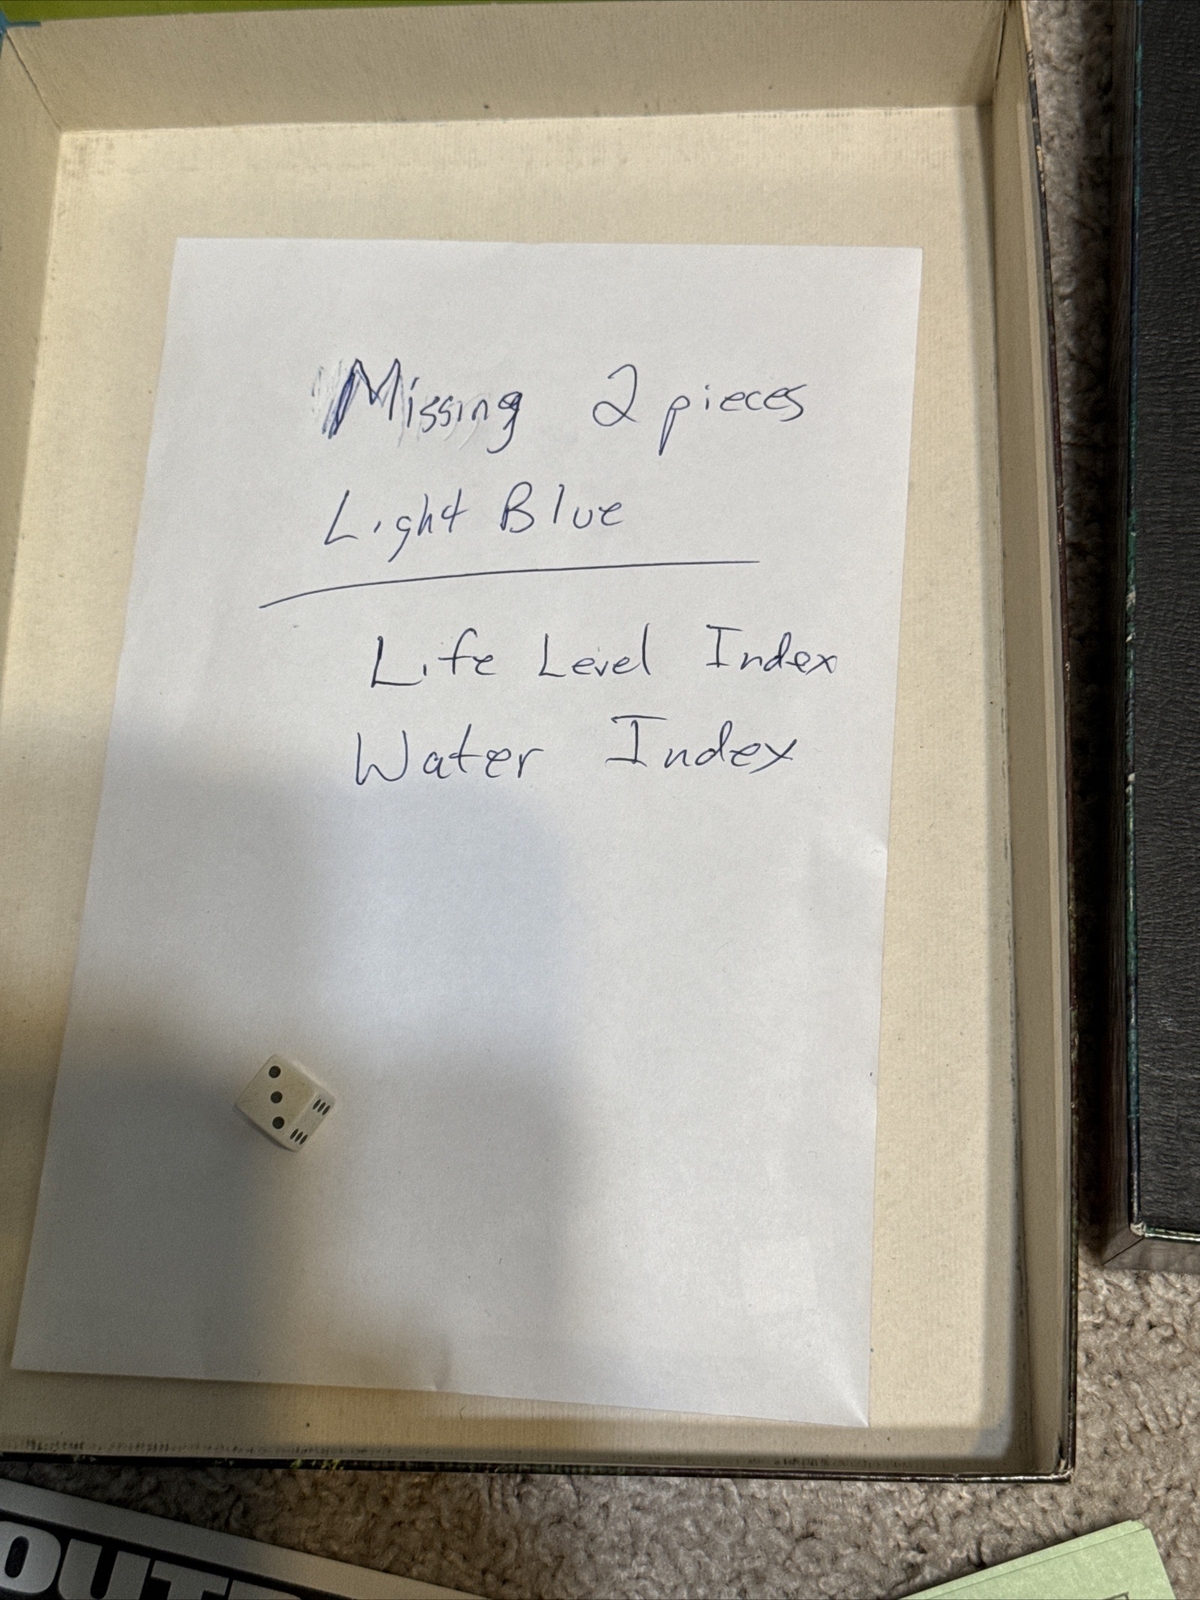 Missing 2 pieces
Light Blue
Life Level Index
Water Index